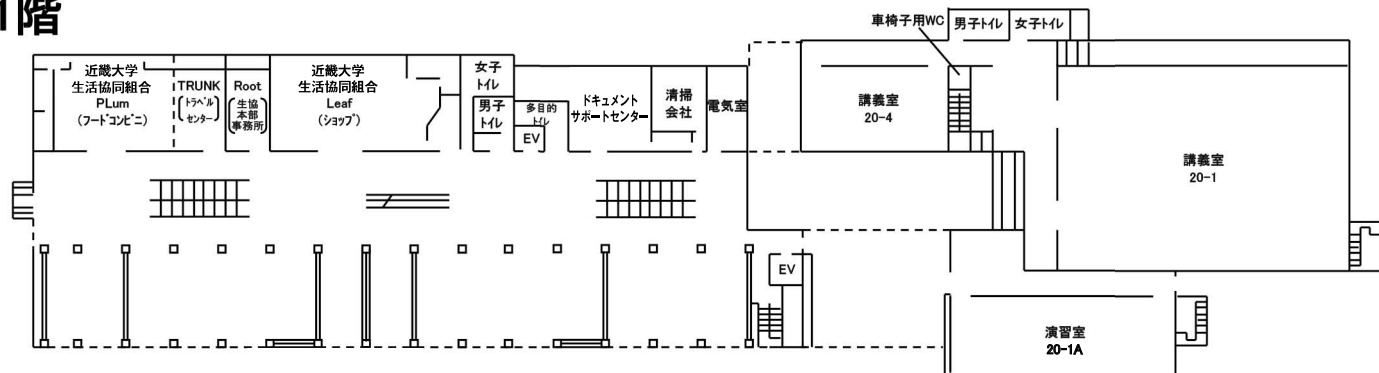 1階
近畿大学
生活協同組合
PLum
(フードコンビニ)
TRUNK
(トラベル
センター)
Root
(生協
本部
事務所)
近畿大学
生活協同組合
Leaf
(ショップ)
女子
トイレ
男子
トイレ
多目的
トイレ
EV
ドキュメント
サポートセンター
清掃
会社
電気室
車椅子用WC
男子トイレ
女子トイレ
講義室
20-4
講義室
20-1
EV
演習室
20-1A